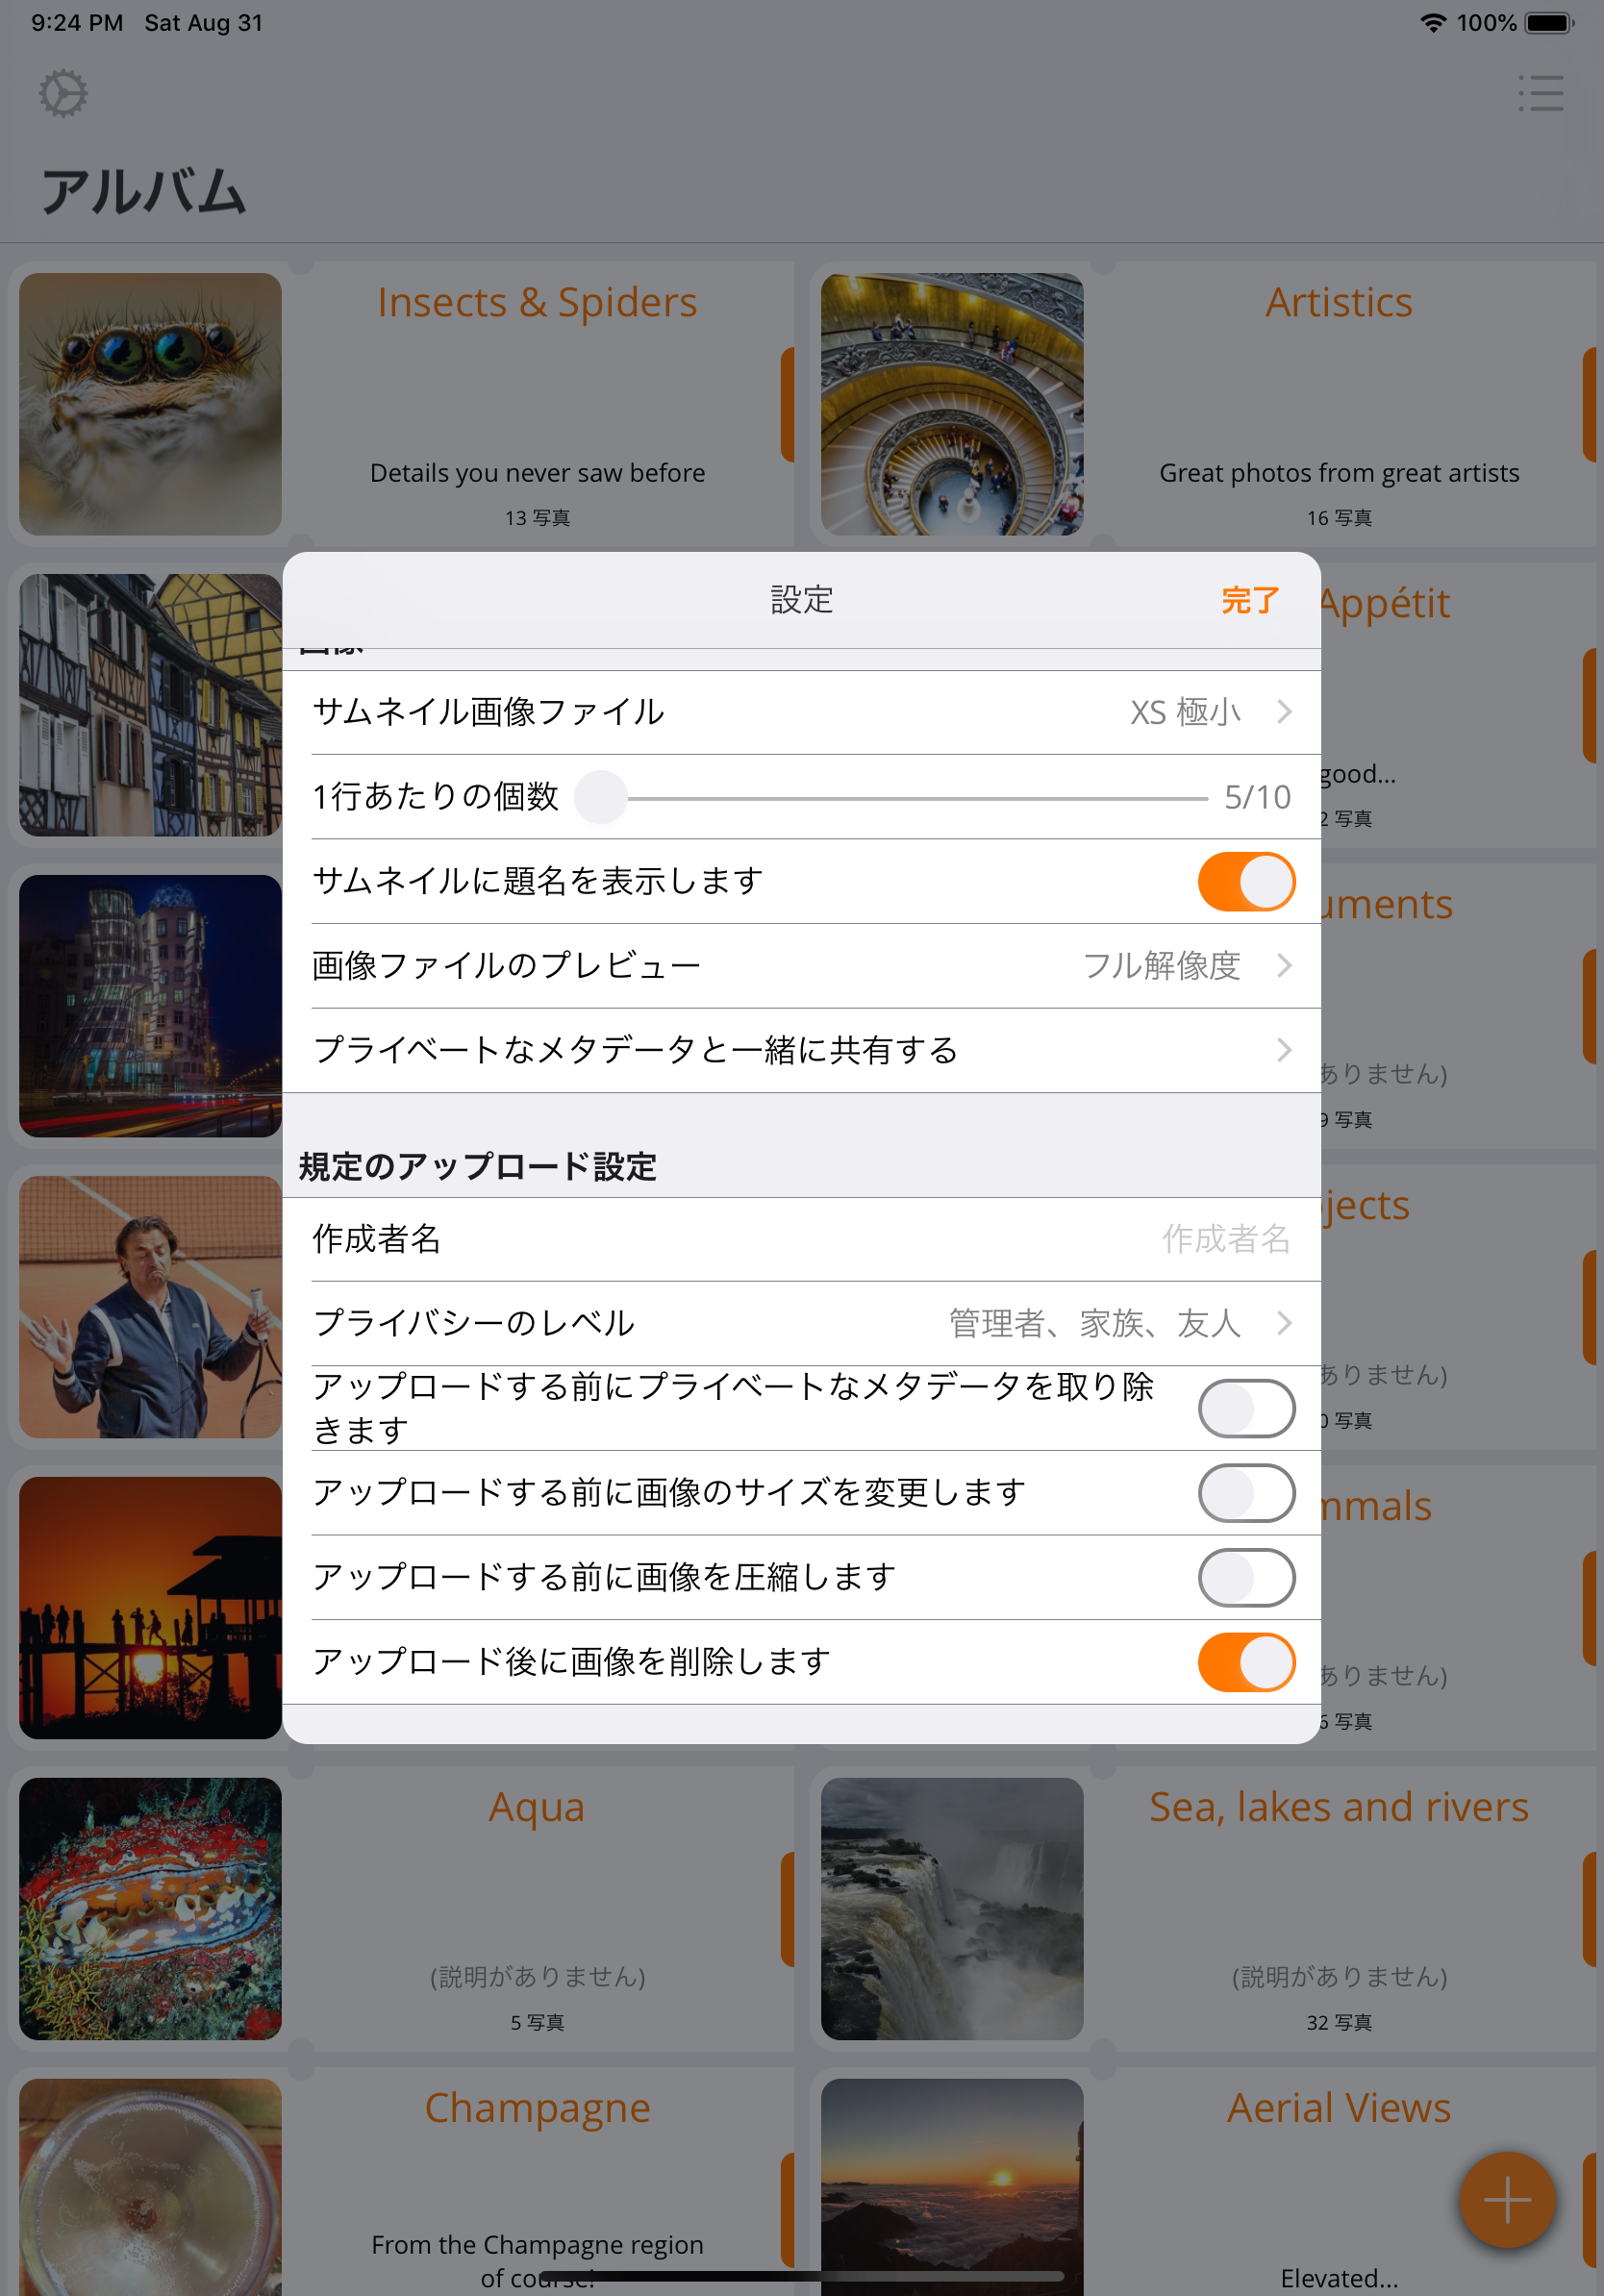 9:24 PM Sat Aug 31
100%
アルバム
Insects & Spiders
Details you never saw before
13 写真
Artistics
Great photos from great artists
16 写真
Appétit
good...
2 写真
設定
完了
画像
サムネイル画像ファイル
XS 極小
1行あたりの個数
5/10
サムネイルに題名を表示します
画像ファイルのプレビュー
フル解像度
プライベートなメタデータと一緒に共有する
規定のアップロード設定
作成者名
作成者名
プライバシーのレベル
管理者、家族、友人
アップロードする前にプライベートなメタデータを取り除
きます
アップロードする前に画像のサイズを変更します
アップロードする前に画像を圧縮します
アップロード後に画像を削除します
uments
ありません)
9 写真
jects
ありません)
0 写真
mmals
ありません)
6 写真
Aqua
(説明がありません)
5 写真
Sea, lakes and rivers
(説明がありません)
32 写真
Champagne
From the Champagne region
of course!
Aerial Views
Elevated...